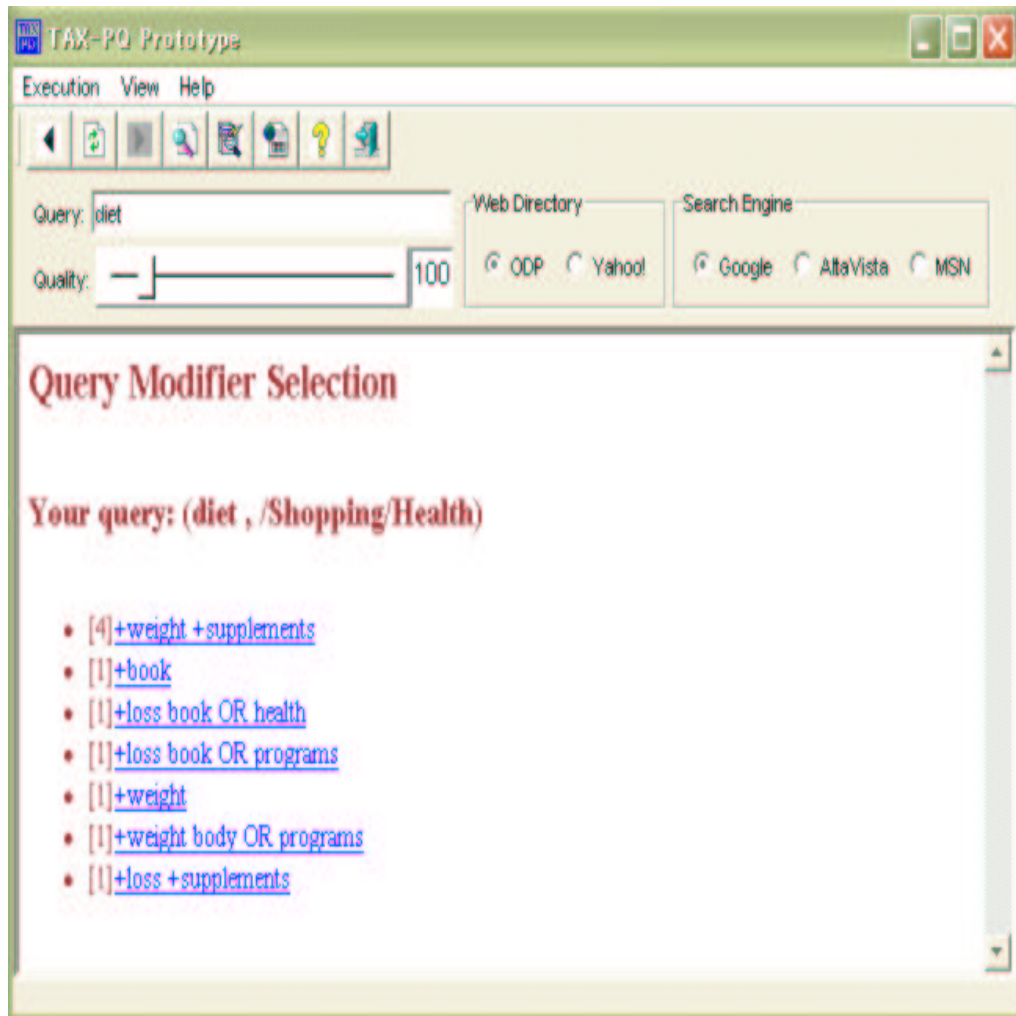 TAX-PQ Prototype
Execution View Help
Query: diet
Quality: 100
Web Directory
ODP Yahoo!
Search Engine
Google AltaVista MSN
Query Modifier Selection
Your query: (diet , /Shopping/Health)
[4]+weight +supplements
[1]+book
[1]+loss book OR health
[1]+loss book OR programs
[1]+weight
[1]+weight body OR programs
[1]+loss +supplements